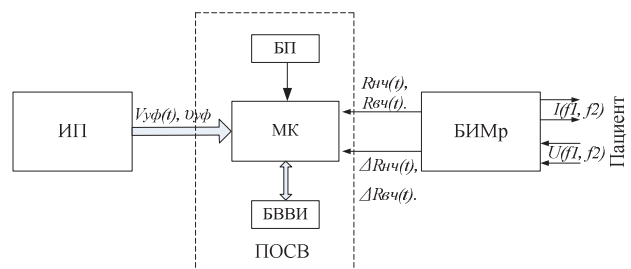 БП
ИП
Vуф(t), υуф
МК
Rнч(t),
Rвч(t).
БИМр
I(f1, f2)
U(f1, f2)
Пациент
ΔRнч(t),
ΔRвч(t).
БВВИ
ПОСВ